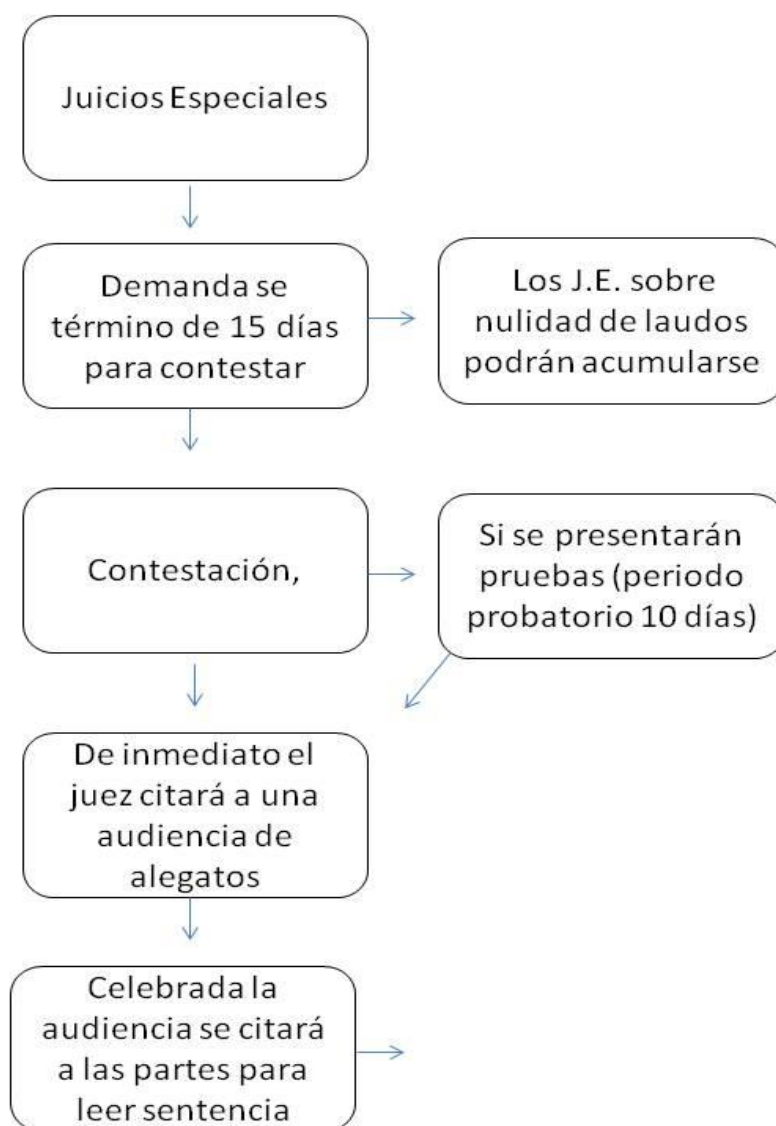 Juicios Especiales
Demanda se
término de 15 días
para contestar
Los J.E. sobre
nulidad de laudos
podrán acumularse
Contestación,
Si se presentarán
pruebas (periodo
probatorio 10 días)
De inmediato el
juez citará a una
audiencia de
alegatos
Celebrada la
audiencia se citará
a las partes para
leer sentencia